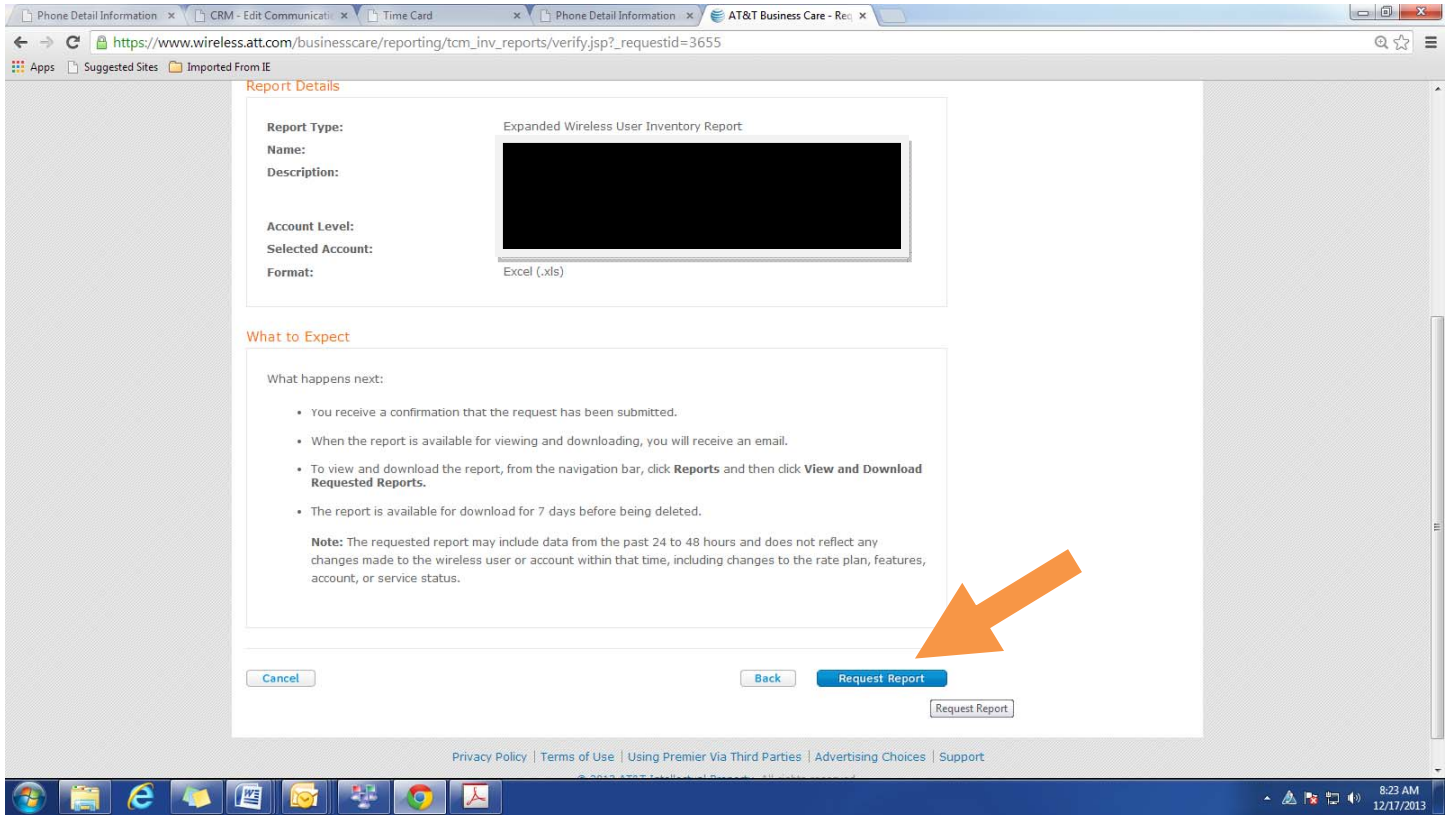 Phone Detail Information
CRM - Edit Communicati
Time Card
Phone Detail Information
AT&T Business Care - Req
https://www.wireless.att.com/businesscare/reporting/tcm_inv_reports/verify.jsp?_requestid=3655
Apps Suggested Sites Imported From IE
Report Details
Report Type: Expanded Wireless User Inventory Report
Name:
Description:
Account Level:
Selected Account:
Format: Excel (.xls)
What to Expect
What happens next:
• You receive a confirmation that the request has been submitted.
• When the report is available for viewing and downloading, you will receive an email.
• To view and download the report, from the navigation bar, click Reports and then click View and Download
Requested Reports.
• The report is available for download for 7 days before being deleted.
Note: The requested report may include data from the past 24 to 48 hours and does not reflect any
changes made to the wireless user or account within that time, including changes to the rate plan, features,
account, or service status.
Cancel Back Request Report
Request Report
Privacy Policy | Terms of Use | Using Premier Via Third Parties | Advertising Choices | Support
8:23 AM
12/17/2013